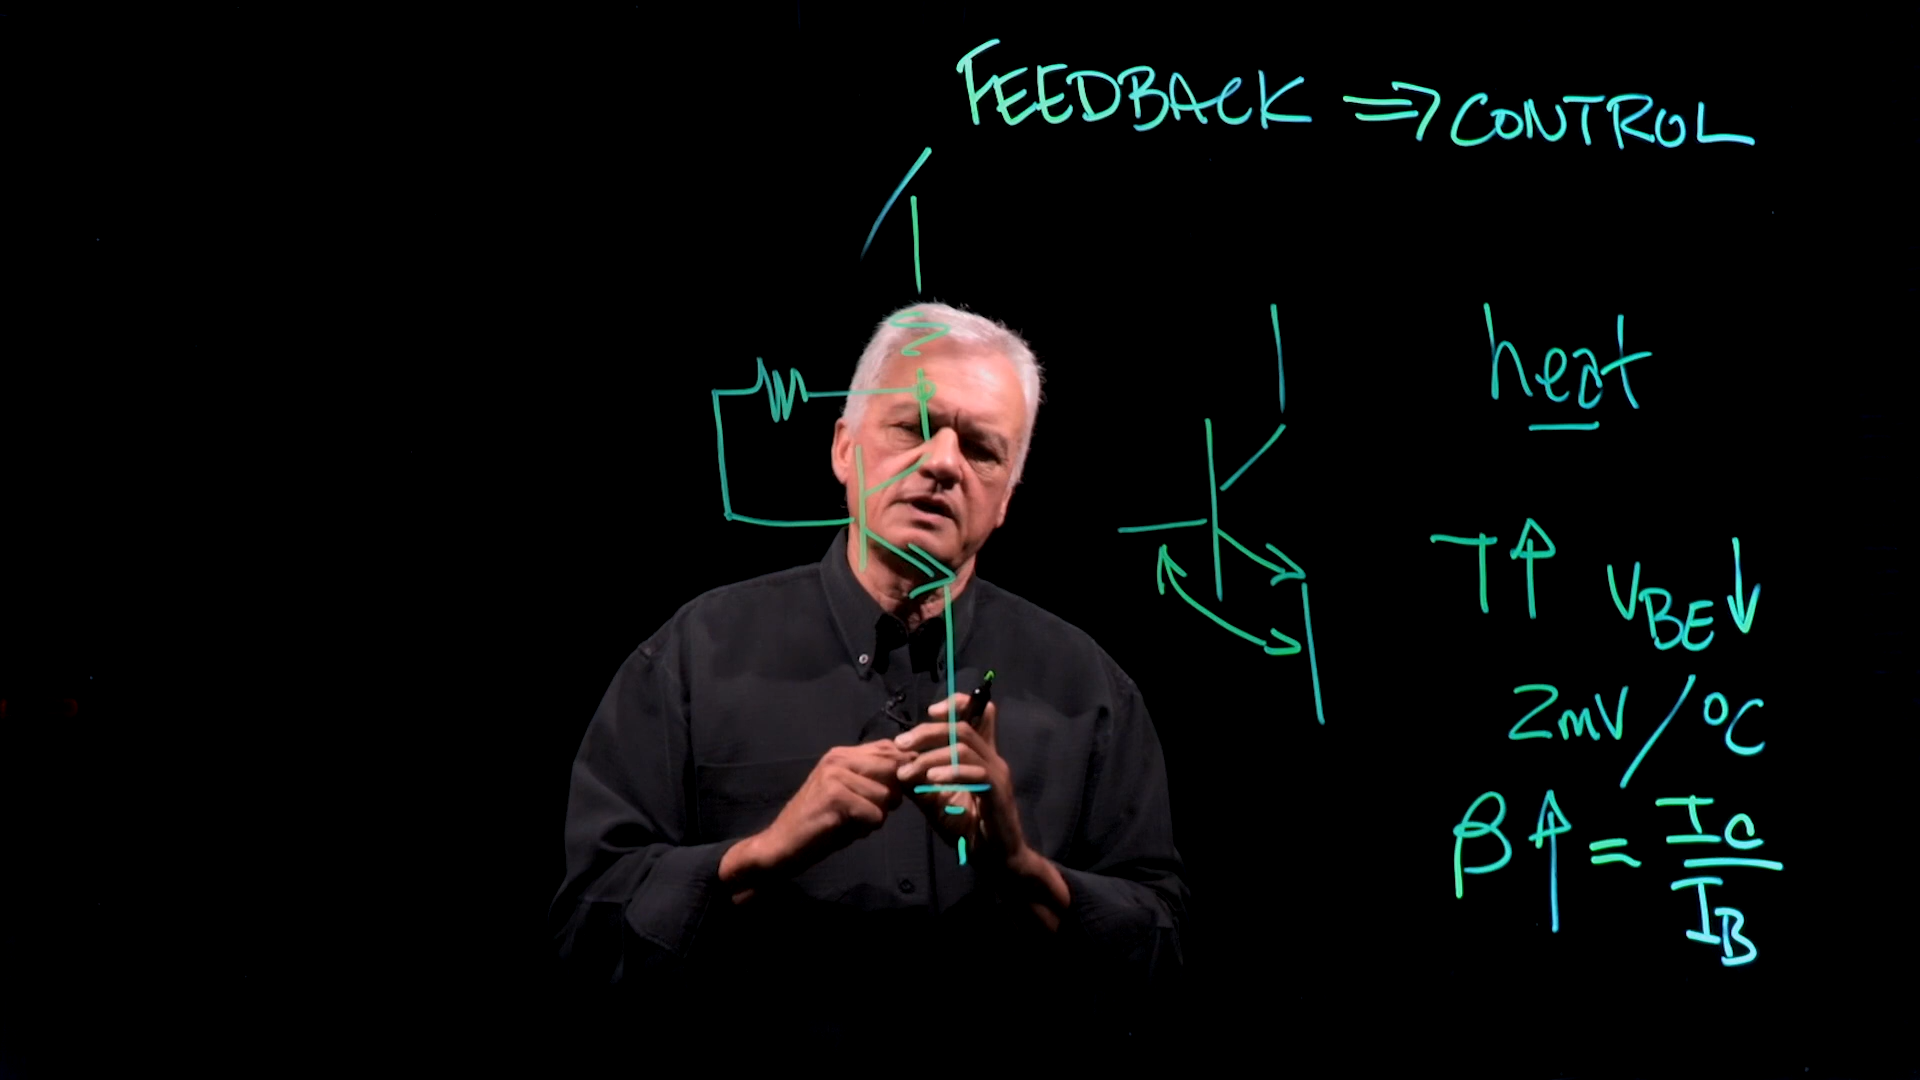 FEEDBACK ⇒ CONTROL
heat
T↑ VBE↓
2mV/°C
β↑ = IC/IB